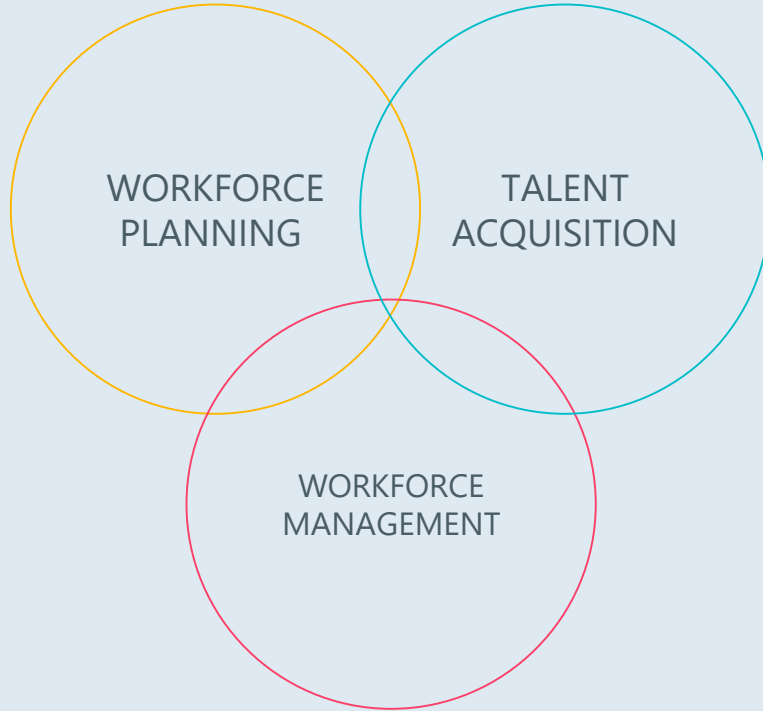 WORKFORCE
PLANNING
TALENT
ACQUISITION
WORKFORCE
MANAGEMENT